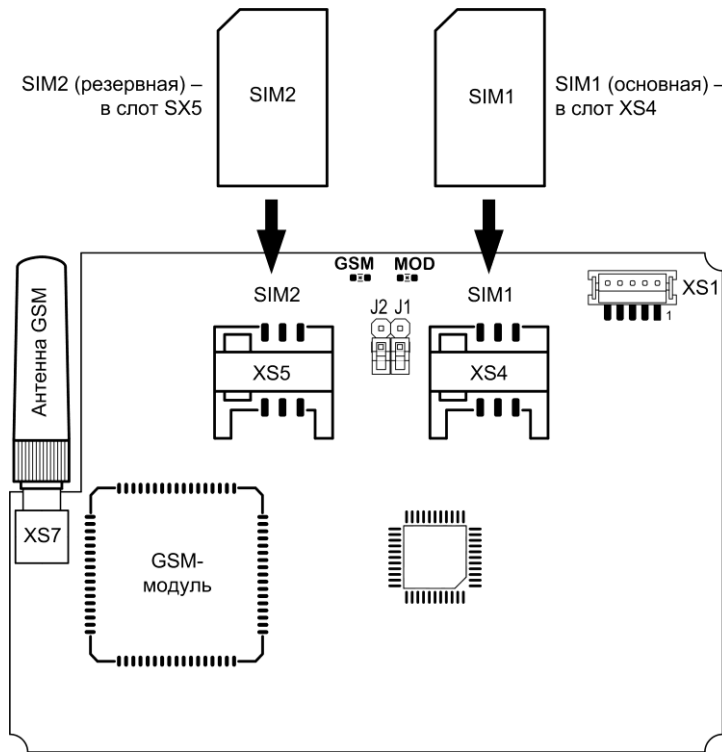 SIM2 (резервная) –
в слот SX5
SIM2
SIM1
SIM1 (основная) –
в слот XS4
GSM MOD
SIM2
J2 J1
SIM1
XS1
1
XS5
XS4
Антенна GSM
XS7
GSM-
модуль